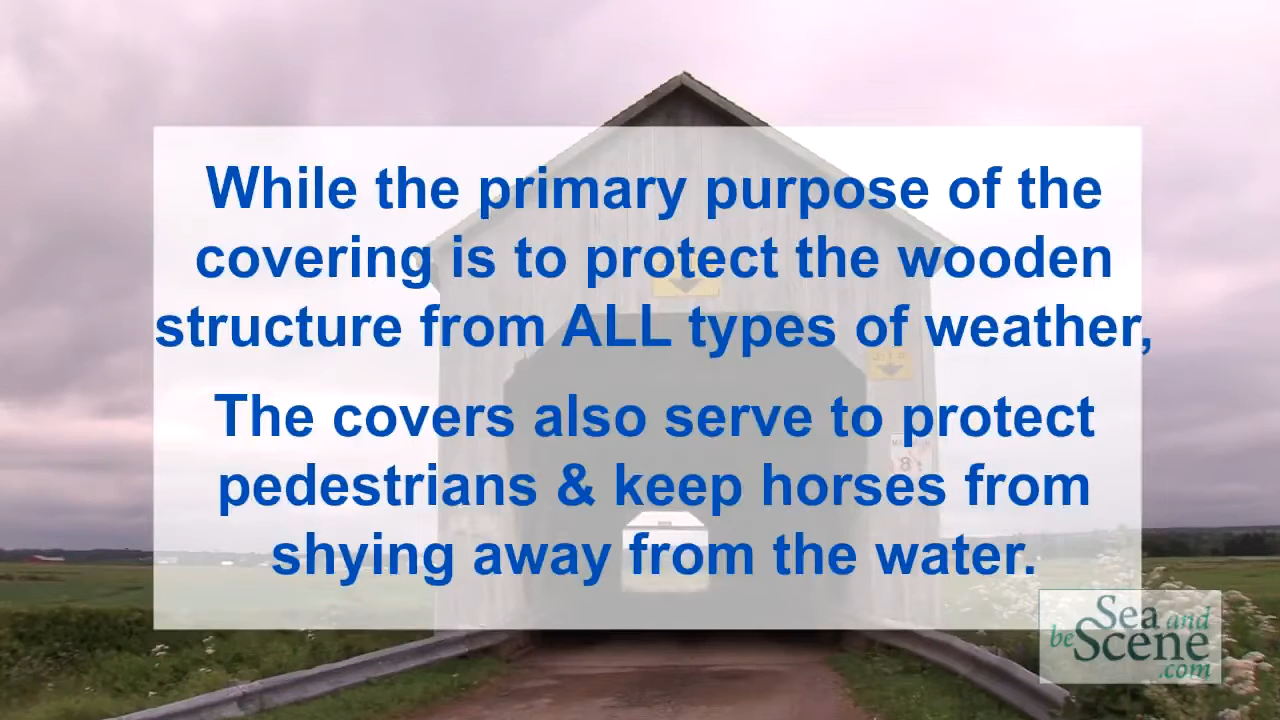 While the primary purpose of the
covering is to protect the wooden
structure from ALL types of weather,
The covers also serve to protect
pedestrians & keep horses from
shying away from the water.
Sea and
be Scene
.com